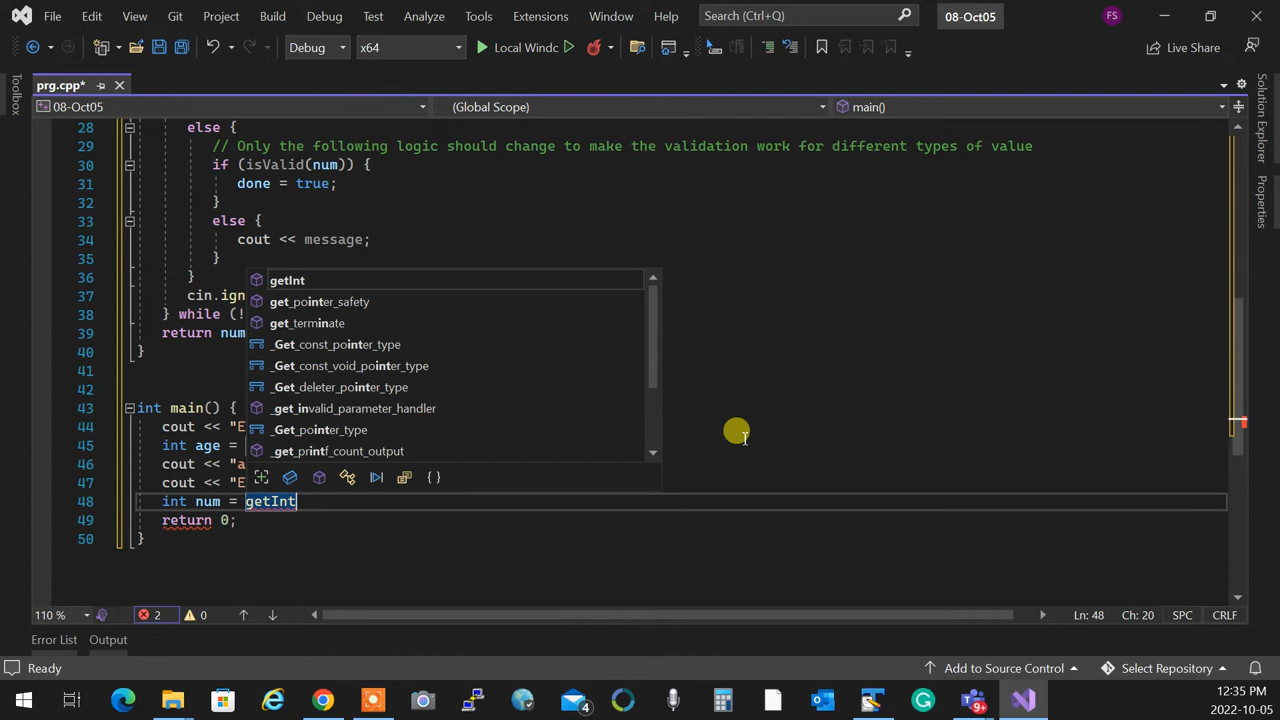 File Edit View Git Project Build Debug Test Analyze Tools Extensions Window Help Search (Ctrl+Q) 08-Oct05 FS
Debug x64 Local Windc Live Share
prg.cpp*
08-Oct05 (Global Scope) main()
Toolbox
Solution Explorer
Properties
28 else {
29 // Only the following logic should change to make the validation work for different types of value
30 if (isValid(num)) {
31 done = true;
32 }
33 else {
34 cout << message;
35 }
36 }
37 cin.ign
38 } while (!
39 return num
40 }
41
42
43 int main() {
44 cout << "E
45 int age =
46 cout << "a
47 cout << "E
48 int num = getInt
49 return 0;
50 }
getInt
get_pointer_safety
get_terminate
_Get_const_pointer_type
_Get_const_void_pointer_type
_Get_deleter_pointer_type
_get_invalid_parameter_handler
_Get_pointer_type
_get_printf_count_output
{ }
110 % 2 0 Ln: 48 Ch: 20 SPC CRLF
Error List Output
Ready Add to Source Control Select Repository
4 9+
12:35 PM
2022-10-05